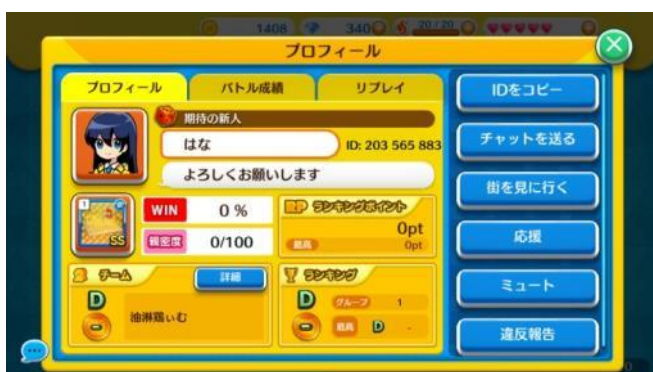 1408 340 20/20
プロフィール
プロフィール バトル成績 リプレイ
期待の新人
はな ID: 203 565 883
よろしくお願いします
1
SS
WIN 0 %
親密度 0/100
RP ランキングポイント
0pt
最高 0pt
チーム 詳細
D
油淋鶏ぃむ
ランキング
D グループ 1
最高 D -
IDをコピー
チャットを送る
街を見に行く
応援
ミュート
違反報告